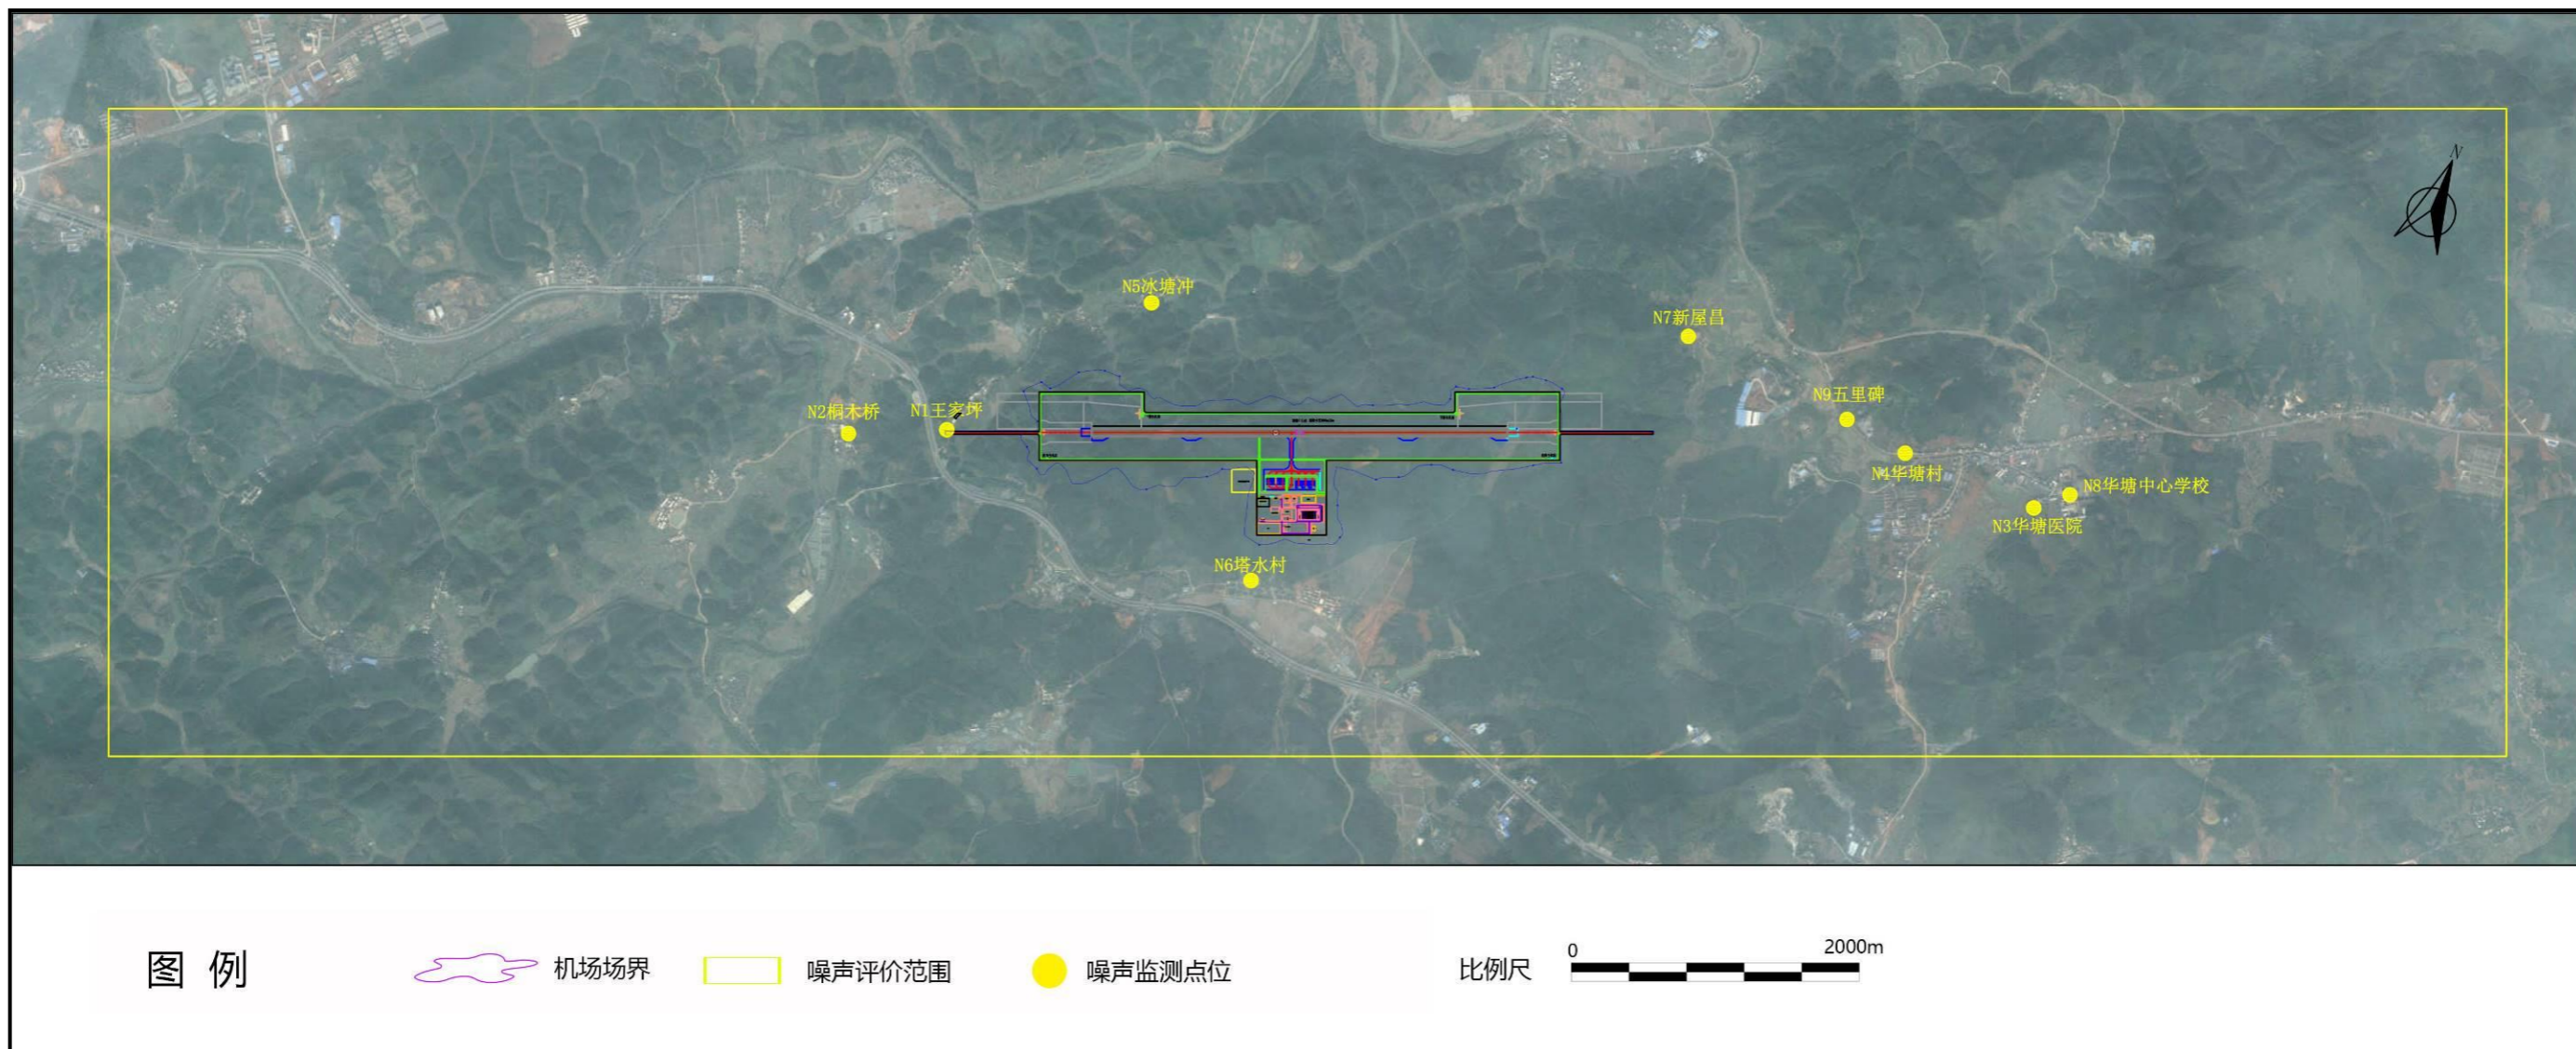 N
N5冰塘冲
N7新屋昌
N9五里碑
N2桐木桥
N1王家坪
N4华塘村
N8华塘中心学校
N3华塘医院
N6塔水村
图 例
机场场界
噪声评价范围
噪声监测点位
比例尺
0
2000m